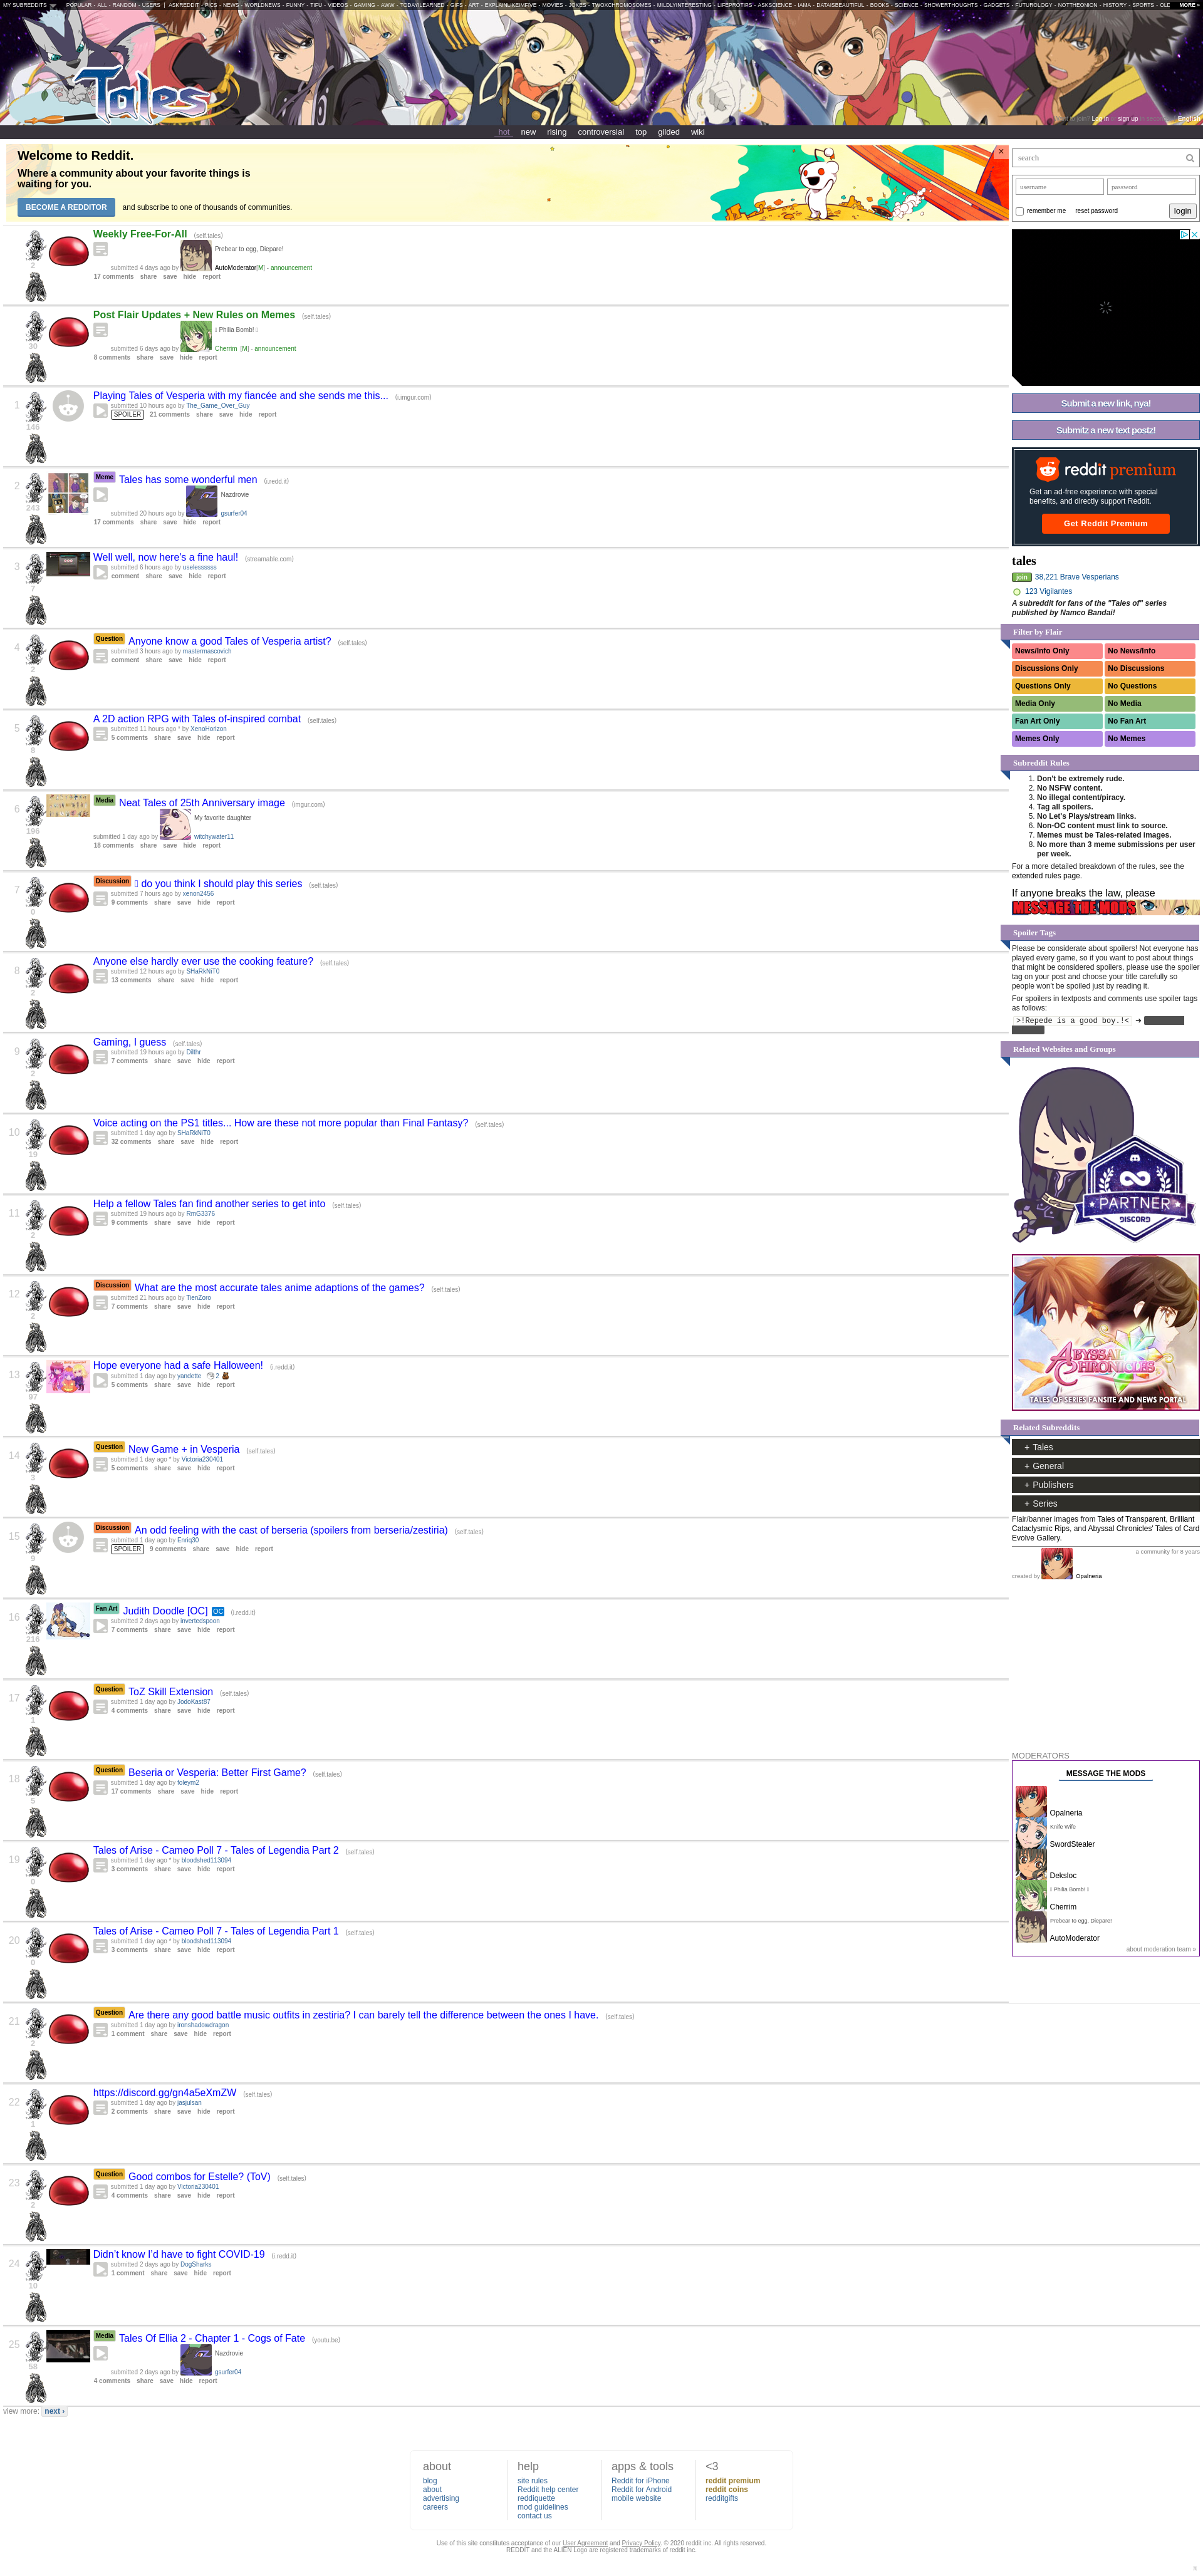 MY SUBREDDITS POPULAR - ALL - RANDOM - USERS | ASKREDDIT - PICS - NEWS - WORLDNEWS - FUNNY - TIFU - VIDEOS - GAMING - AWW - TODAYILEARNED - GIFS - ART - EXPLAINLIKEIMFIVE - MOVIES - JOKES - TWOXCHROMOSOMES - MILDLYINTERESTING - LIFEPROTIPS - ASKSCIENCE - IAMA - DATAISBEAUTIFUL - BOOKS - SCIENCE - SHOWERTHOUGHTS - GADGETS - FUTUROLOGY - NOTTHEONION - HISTORY - SPORTS - OLD MORE »
Tales
Log in sign up English
hot new rising controversial top gilded wiki
Welcome to Reddit.
Where a community about your favorite things is
waiting for you.
BECOME A REDDITOR and subscribe to one of thousands of communities.
×
Weekly Free-For-All (self.tales)
Prebear to egg, Diepare!
submitted 4 days ago by AutoModerator[M] - announcement
2
17 comments share save hide report
Post Flair Updates + New Rules on Memes (self.tales)
Philia Bomb!
30
submitted 6 days ago by Cherrim [M] - announcement
8 comments share save hide report
1
Playing Tales of Vesperia with my fiancée and she sends me this... (i.imgur.com)
submitted 10 hours ago by The_Game_Over_Guy
SPOILER 21 comments share save hide report
146
2
Meme Tales has some wonderful men (i.redd.it)
Nazdrovie
243
submitted 20 hours ago by gsurfer04
17 comments share save hide report
3
Well well, now here's a fine haul! (streamable.com)
submitted 6 hours ago by uselessssss
comment share save hide report
7
4
Question Anyone know a good Tales of Vesperia artist? (self.tales)
submitted 3 hours ago by mastermascovich
comment share save hide report
2
5
A 2D action RPG with Tales of-inspired combat (self.tales)
submitted 11 hours ago * by XenoHorizon
5 comments share save hide report
8
6
Media Neat Tales of 25th Anniversary image (imgur.com)
My favorite daughter
196
submitted 1 day ago by witchywater11
18 comments share save hide report
7
Discussion do you think I should play this series (self.tales)
submitted 7 hours ago by xenon2456
9 comments share save hide report
0
8
Anyone else hardly ever use the cooking feature? (self.tales)
submitted 12 hours ago by SHaRkNiT0
13 comments share save hide report
2
9
Gaming, I guess (self.tales)
submitted 19 hours ago by Dillhr
7 comments share save hide report
2
10
Voice acting on the PS1 titles... How are these not more popular than Final Fantasy? (self.tales)
submitted 1 day ago by SHaRkNiT0
32 comments share save hide report
19
11
Help a fellow Tales fan find another series to get into (self.tales)
submitted 19 hours ago by RmG3376
9 comments share save hide report
2
12
Discussion What are the most accurate tales anime adaptions of the games? (self.tales)
submitted 21 hours ago by TienZoro
7 comments share save hide report
2
13
Hope everyone had a safe Halloween! (i.redd.it)
submitted 1 day ago by yandette 2
5 comments share save hide report
97
14
Question New Game + in Vesperia (self.tales)
submitted 1 day ago * by Victoria230401
5 comments share save hide report
3
15
Discussion An odd feeling with the cast of berseria (spoilers from berseria/zestiria) (self.tales)
submitted 1 day ago by Enriq30
SPOILER 9 comments share save hide report
9
16
Fan Art Judith Doodle [OC] OC (i.redd.it)
submitted 2 days ago by invertedspoon
7 comments share save hide report
216
17
Question ToZ Skill Extension (self.tales)
submitted 1 day ago by JodoKast87
4 comments share save hide report
1
18
Question Beseria or Vesperia: Better First Game? (self.tales)
submitted 1 day ago by foleym2
17 comments share save hide report
5
19
Tales of Arise - Cameo Poll 7 - Tales of Legendia Part 2 (self.tales)
submitted 1 day ago * by bloodshed113094
3 comments share save hide report
0
20
Tales of Arise - Cameo Poll 7 - Tales of Legendia Part 1 (self.tales)
submitted 1 day ago * by bloodshed113094
3 comments share save hide report
0
21
Question Are there any good battle music outfits in zestiria? I can barely tell the difference between the ones I have. (self.tales)
submitted 1 day ago by ironshadowdragon
1 comment share save hide report
2
22
https://discord.gg/gn4a5eXmZW (self.tales)
submitted 1 day ago by jasjulsan
2 comments share save hide report
1
23
Question Good combos for Estelle? (ToV) (self.tales)
submitted 1 day ago by Victoria230401
4 comments share save hide report
2
24
Didn't know I'd have to fight COVID-19 (i.redd.it)
submitted 2 days ago by DogSharks
1 comment share save hide report
10
25
Media Tales Of Ellia 2 - Chapter 1 - Cogs of Fate (youtu.be)
Nazdrovie
58
submitted 2 days ago by gsurfer04
4 comments share save hide report
view more: next ›
search
username password
remember me reset password login
Submit a new link, nya!
Submitz a new text postz!
reddit premium
Get an ad-free experience with special
benefits, and directly support Reddit.
Get Reddit Premium
tales
join 38,221 Brave Vesperians
123 Vigilantes
A subreddit for fans of the "Tales of" series
published by Namco Bandai!
Filter by Flair
News/Info Only No News/Info
Discussions Only No Discussions
Questions Only No Questions
Media Only No Media
Fan Art Only No Fan Art
Memes Only No Memes
Subreddit Rules
1. Don't be extremely rude.
2. No NSFW content.
3. No illegal content/piracy.
4. Tag all spoilers.
5. No Let's Plays/stream links.
6. Non-OC content must link to source.
7. Memes must be Tales-related images.
8. No more than 3 meme submissions per user
per week.
For a more detailed breakdown of the rules, see the
extended rules page.
If anyone breaks the law, please
MESSAGE THE MODS
Spoiler Tags
Please be considerate about spoilers! Not everyone has
played every game, so if you want to post about things
that might be considered spoilers, please use the spoiler
tag on your post and choose your title carefully so
people won't be spoiled just by reading it.
For spoilers in textposts and comments use spoiler tags
as follows:
>!Repede is a good boy.!< ➔
Related Websites and Groups
PARTNER
DISCORD
ABYSSAL CHRONICLES
TALES OF SERIES FANSITE AND NEWS PORTAL
Related Subreddits
+ Tales
+ General
+ Publishers
+ Series
Flair/banner images from Tales of Transparent, Brilliant
Cataclysmic Rips, and Abyssal Chronicles' Tales of Card
Evolve Gallery.
a community for 8 years
created by Opalneria
MODERATORS
MESSAGE THE MODS
Opalneria
Knife Wife
SwordStealer
Deksloc
Philia Bomb!
Cherrim
Prebear to egg, Diepare!
AutoModerator
about moderation team »
about
blog
about
advertising
careers
help
site rules
Reddit help center
reddiquette
mod guidelines
contact us
apps & tools
Reddit for iPhone
Reddit for Android
mobile website
<3
reddit premium
reddit coins
redditgifts
Use of this site constitutes acceptance of our User Agreement and Privacy Policy. © 2020 reddit inc. All rights reserved.
REDDIT and the ALIEN Logo are registered trademarks of reddit inc.
π